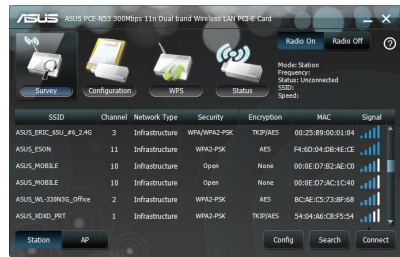 ASUS ASUS PCE-N53 300Mbps 11n Dual band Wireless LAN PCI-E Card
Radio On Radio Off
Survey Configuration WPS Status
Mode: Station
Frequency:
Status: Unconnected
SSID:
Speed:
SSID Channel Network Type Security Encryption MAC Signal
ASUS_ERIC_65U_#6_2.4G 3 Infrastructure WPA/WPA2-PSK TKIP/AES 00:25:89:00:01:04
ASUS_ESON 11 Infrastructure WPA2-PSK AES F4:6D:04:DB:4E:CE
ASUS_MOBILE 10 Infrastructure Open None 00:0E:D7:B2:AE:C0
ASUS_MOBILE 10 Infrastructure Open None 00:0E:D7:AC:1C:40
ASUS_WL-330N3G_Office 2 Infrastructure WPA2-PSK AES BC:AE:C5:73:BF:68
ASUS_XDXD_PRT 1 Infrastructure WPA2-PSK TKIP/AES 54:04:A6:C8:F5:54
Station AP Config Search Connect